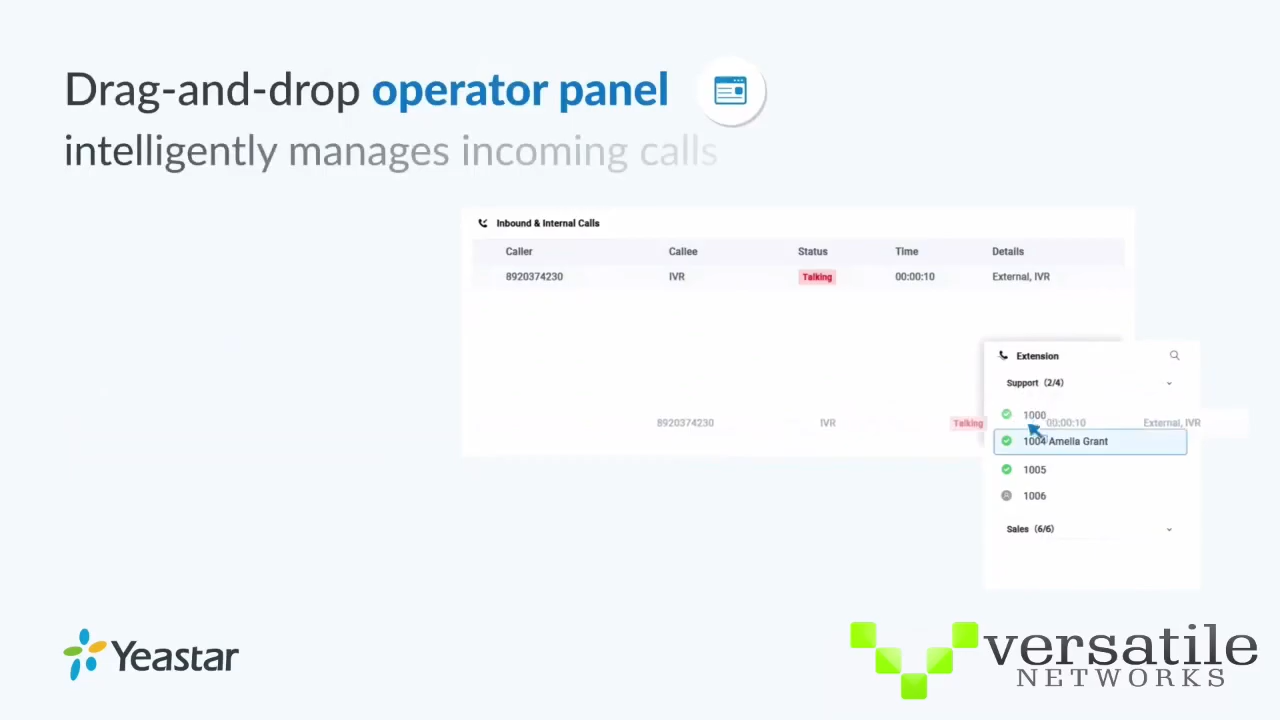 Drag-and-drop operator panel
intelligently manages incoming calls
Inbound & Internal Calls
Caller Callee Status Time Details
8920374230 IVR Talking 00:00:10 External, IVR
Extension
Support (2/4)
1000
8920374230 IVR Talking 00:00:10 External, IVR
1004 Amelia Grant
1005
1006
Sales (6/6)
Yeastar
versatile
NETWORKS